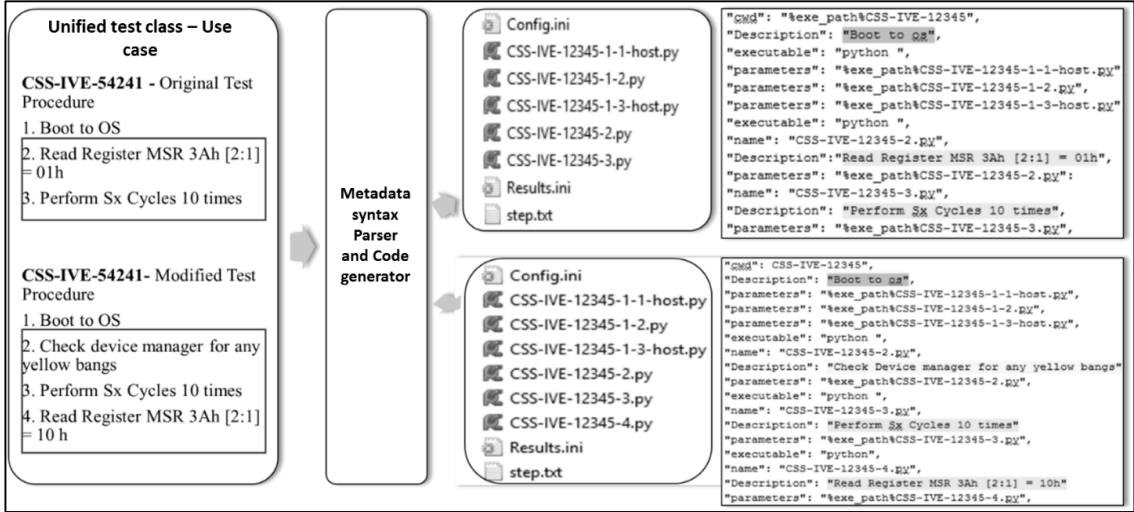 Unified test class – Use
case
CSS-IVE-54241 - Original Test
Procedure
1. Boot to OS
2. Read Register MSR 3Ah [2:1]
= 01h
3. Perform Sx Cycles 10 times
CSS-IVE-54241- Modified Test
Procedure
1. Boot to OS
2. Check device manager for any
yellow bangs
3. Perform Sx Cycles 10 times
4. Read Register MSR 3Ah [2:1]
= 10 h
Metadata
syntax
Parser
and Code
generator
Config.ini
CSS-IVE-12345-1-1-host.py
CSS-IVE-12345-1-2.py
CSS-IVE-12345-1-3-host.py
CSS-IVE-12345-2.py
CSS-IVE-12345-3.py
Results.ini
step.txt
"cwd": "%exe_path%CSS-IVE-12345",
"Description": "Boot to os",
"executable": "python ",
"parameters": "%exe_path%CSS-IVE-12345-1-1-host.py"
"parameters": "%exe_path%CSS-IVE-12345-1-2.py",
"parameters": "%exe_path%CSS-IVE-12345-1-3-host.py"
"executable": "python ",
"name": "CSS-IVE-12345-2.py",
"Description":"Read Register MSR 3Ah [2:1] = 01h",
"parameters": "%exe_path%CSS-IVE-12345-2.py":
"name": "CSS-IVE-12345-3.py",
"Description": "Perform Sx Cycles 10 times",
"parameters": "%exe_path%CSS-IVE-12345-3.py",
Config.ini
CSS-IVE-12345-1-1-host.py
CSS-IVE-12345-1-2.py
CSS-IVE-12345-1-3-host.py
CSS-IVE-12345-2.py
CSS-IVE-12345-3.py
CSS-IVE-12345-4.py
Results.ini
step.txt
"cwd": CSS-IVE-12345",
"Description": "Boot to os"
"parameters": "%exe_path%CSS-IVE-12345-1-1-host.py",
"parameters": "%exe_path%CSS-IVE-12345-1-2.py",
"parameters": "%exe_path%CSS-IVE-12345-1-3-host.py",
"executable": "python ",
"name": "CSS-IVE-12345-2.py",
"Description": "Check Device manager for any yellow bangs"
"parameters": "%exe_path%CSS-IVE-12345-2.py",
"executable": "python ",
"name": "CSS-IVE-12345-3.py",
"Description": "Perform Sx Cycles 10 times"
"parameters": "%exe_path%CSS-IVE-12345-3.py",
"executable": "python",
"name": "CSS-IVE-12345-4.py",
"Description": "Read Register MSR 3Ah [2:1] = 10h"
"parameters": "%exe_path%CSS-IVE-12345-4.py",